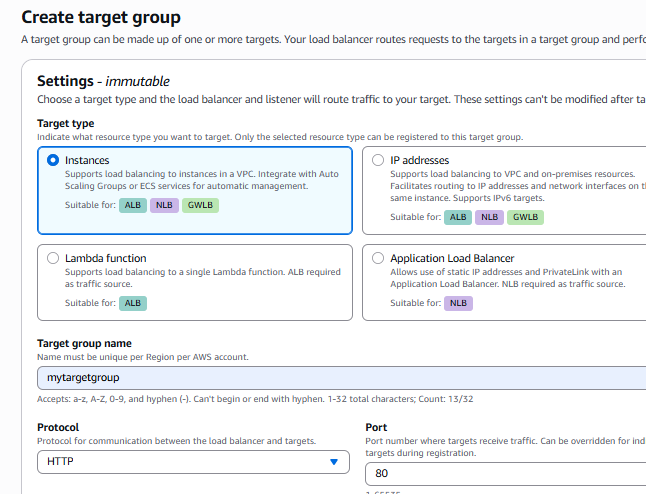 Create target group
A target group can be made up of one or more targets. Your load balancer routes requests to the targets in a target group and
Settings - immutable
Choose a target type and the load balancer and listener will route traffic to your target. These settings can't be modified after
Target type
Indicate what resource type you want to target. Only the selected resource type can be registered to this target group.
Instances
Supports load balancing to instances in a VPC. Integrate with Auto
Scaling Groups or ECS services for automatic management.
Suitable for: ALB NLB GWLB
IP addresses
Supports load balancing to VPC and on-premises resources.
Facilitates routing to IP addresses and network interfaces on
same instance. Supports IPv6 targets.
Suitable for: ALB NLB GWLB
Lambda function
Supports load balancing to a single Lambda function. ALB required
as traffic source.
Suitable for: ALB
Application Load Balancer
Allows use of static IP addresses and PrivateLink with an
Application Load Balancer. NLB required as traffic source.
Suitable for: NLB
Target group name
Name must be unique per Region per AWS account.
mytargetgroup
Accepts: a-z, A-Z, 0-9, and hyphen (-). Can't begin or end with hyphen. 1-32 total characters; Count: 13/32
Protocol
Protocol for communication between the load balancer and targets.
HTTP
Port
Port number where targets receive traffic. Can be overridden for
targets during registration.
80